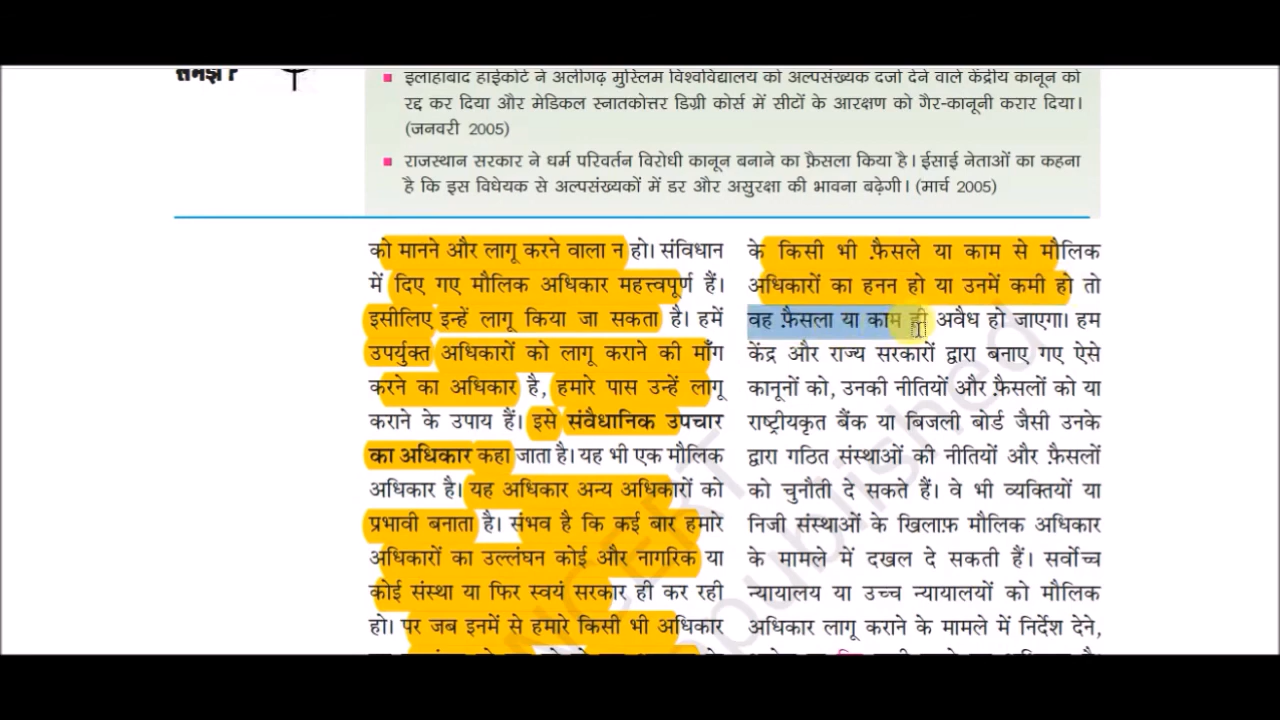 समझे?
इलाहाबाद हाईकोर्ट ने अलीगढ़ मुस्लिम विश्वविद्यालय को अल्पसंख्यक दर्जा देने वाले केंद्रीय कानून को
रद्द कर दिया और मेडिकल स्नातकोत्तर डिग्री कोर्स में सीटों के आरक्षण को गैर-कानूनी करार दिया।
(जनवरी 2005)
राजस्थान सरकार ने धर्म परिवर्तन विरोधी कानून बनाने का फ़ैसला किया है। ईसाई नेताओं का कहना
है कि इस विधेयक से अल्पसंख्यकों में डर और असुरक्षा की भावना बढ़ेगी। (मार्च 2005)
को मानने और लागू करने वाला न हो। संविधान
में दिए गए मौलिक अधिकार महत्त्वपूर्ण हैं।
इसीलिए इन्हें लागू किया जा सकता है। हमें
उपर्युक्त अधिकारों को लागू कराने की माँग
करने का अधिकार है, हमारे पास उन्हें लागू
कराने के उपाय हैं। इसे संवैधानिक उपचार
का अधिकार कहा जाता है। यह भी एक मौलिक
अधिकार है। यह अधिकार अन्य अधिकारों को
प्रभावी बनाता है। संभव है कि कई बार हमारे
अधिकारों का उल्लंघन कोई और नागरिक या
कोई संस्था या फिर स्वयं सरकार ही कर रही
हो। पर जब इनमें से हमारे किसी भी अधिकार
के किसी भी फ़ैसले या काम से मौलिक
अधिकारों का हनन हो या उनमें कमी हो तो
वह फ़ैसला या काम ही अवैध हो जाएगा। हम
केंद्र और राज्य सरकारों द्वारा बनाए गए ऐसे
कानूनों को, उनकी नीतियों और फ़ैसलों को या
राष्ट्रीयकृत बैंक या बिजली बोर्ड जैसी उनके
द्वारा गठित संस्थाओं की नीतियों और फ़ैसलों
को चुनौती दे सकते हैं। वे भी व्यक्तियों या
निजी संस्थाओं के खिलाफ़ मौलिक अधिकार
के मामले में दखल दे सकती हैं। सर्वोच्च
न्यायालय या उच्च न्यायालयों को मौलिक
अधिकार लागू कराने के मामले में निर्देश देने,